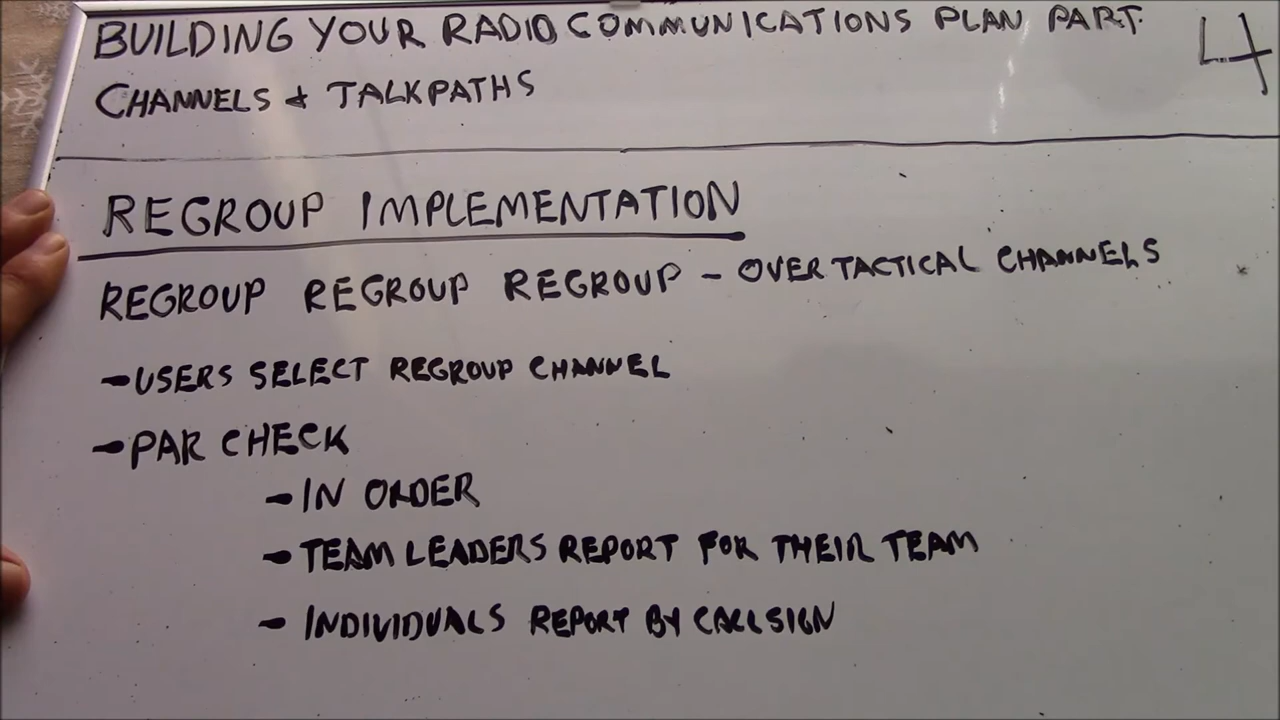 BUILDING YOUR RADIO COMMUNICATIONS PLAN PART 4
CHANNELS & TALKPATHS
REGROUP IMPLEMENTATION
REGROUP REGROUP REGROUP - OVER TACTICAL CHANNELS
- USERS SELECT REGROUP CHANNEL
- PAR CHECK
- IN ORDER
- TEAM LEADERS REPORT FOR THEIR TEAM
- INDIVIDUALS REPORT BY CALLSIGN